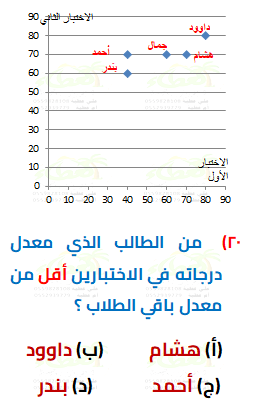 الاختبار الثاني
90
80
داوود
70
أحمد
جمال
هشام
60
بندر
50
40
30
20
10
0
الاختبار
الأول
0 10 20 30 40 50 60 70 80 90
٢٠) من الطالب الذي معدل
درجاته في الاختبارين أقل من
معدل باقي الطلاب ؟
(أ) هشام (ب) داوود
(ج) أحمد (د) بندر